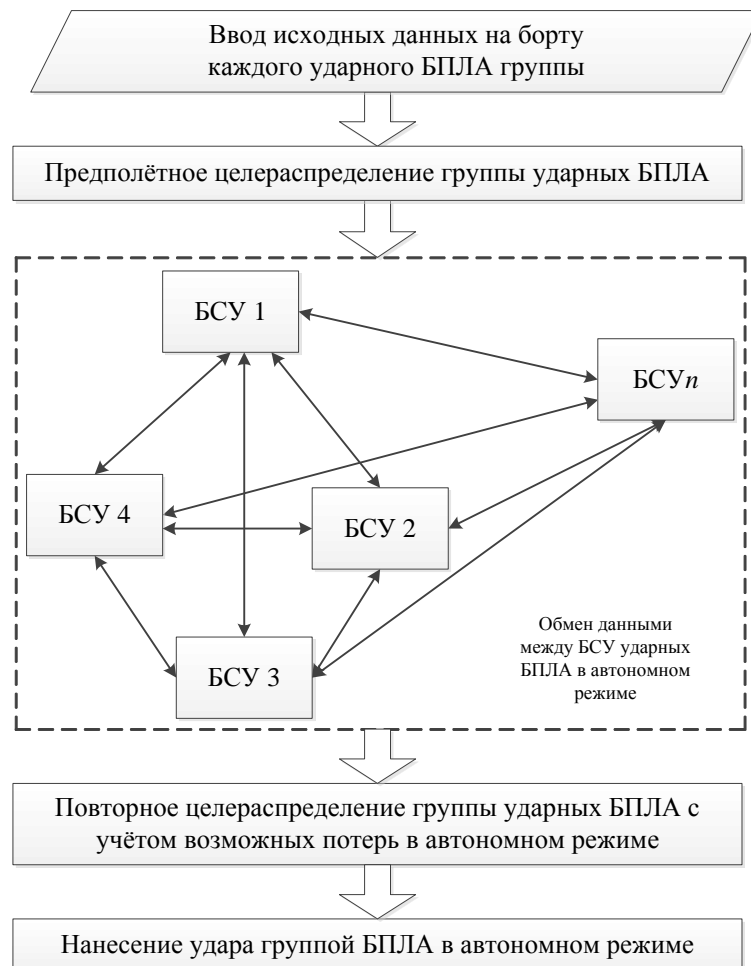 Ввод исходных данных на борту
каждого ударного БПЛА группы
Предполётное целераспределение группы ударных БПЛА
БСУ 1
БСУn
БСУ 4
БСУ 2
БСУ 3
Обмен данными
между БСУ ударных
БПЛА в автономном
режиме
Повторное целераспределение группы ударных БПЛА с
учётом возможных потерь в автономном режиме
Нанесение удара группой БПЛА в автономном режиме